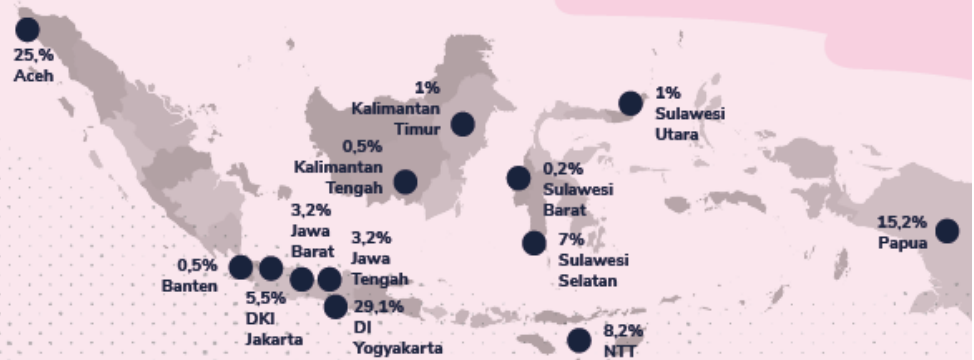 25,%
Aceh
1%
Kalimantan
Timur
0,5%
Kalimantan
Tengah
1%
Sulawesi
Utara
0,2%
Sulawesi
Barat
7%
Sulawesi
Selatan
15,2%
Papua
3,2%
Jawa
Barat
3,2%
Jawa
Tengah
0,5%
Banten
5,5%
DKI
Jakarta
29,1%
DI
Yogyakarta
8,2%
NTT